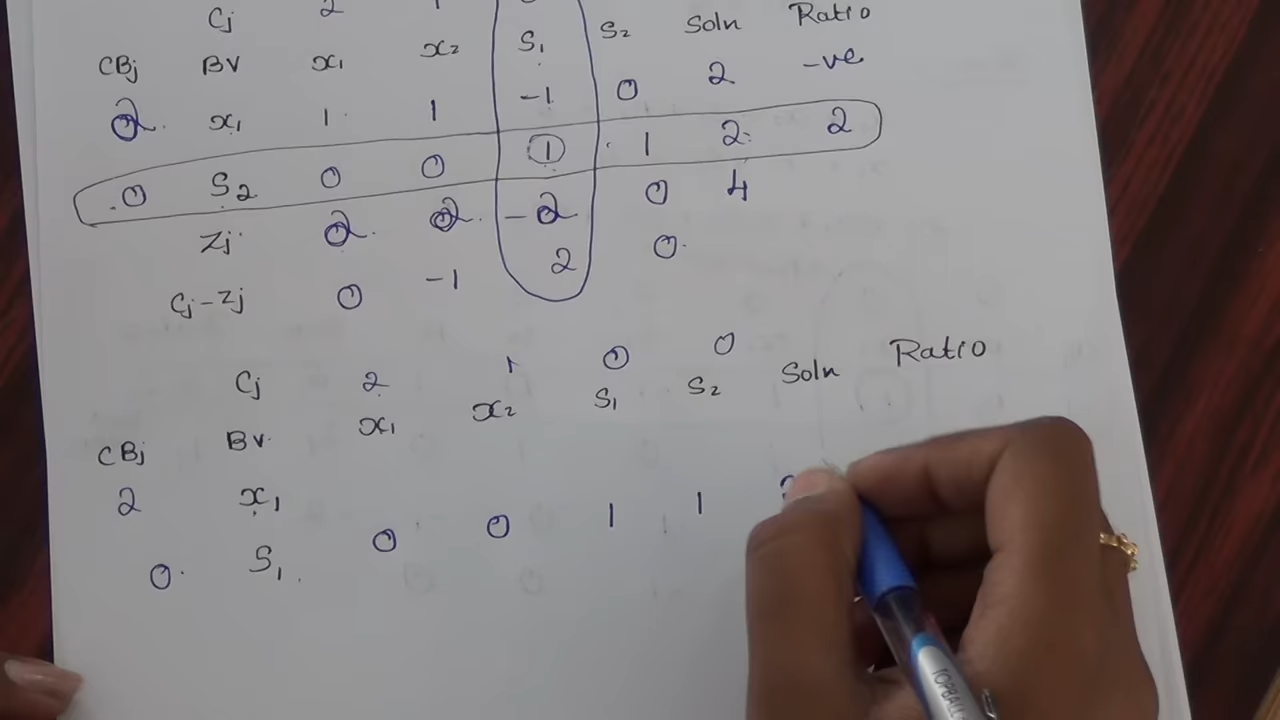 Cj 2 1
CBj BV x1 x2 S1 S2 Soln Ratio
2 x1 1 1 -1 0 2 -ve
0 S2 0 0 1 1 2 2
Zj 2 2 -2 0 4
Cj-Zj 0 -1 2 0
Cj 2 1 0 0
CBj BV x1 x2 S1 S2 Soln Ratio
2 x1
0 S1 0 0 1 1